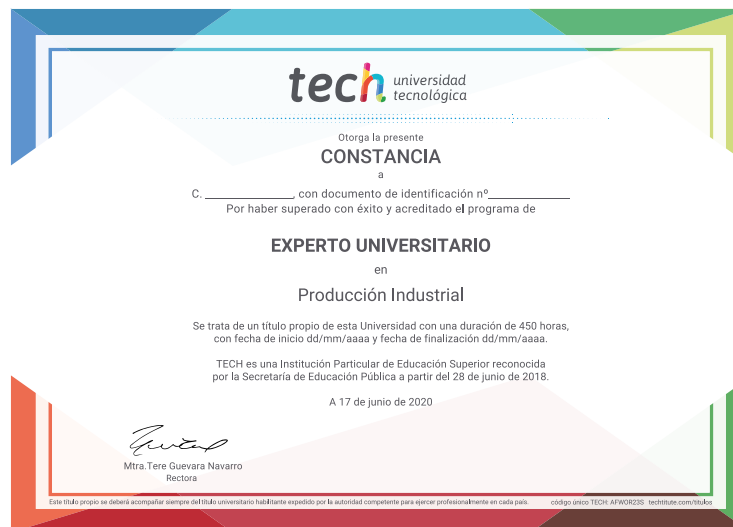 tech universidad
tecnológica
Otorga la presente
CONSTANCIA
a
C. ________________, con documento de identificación nº______________
Por haber superado con éxito y acreditado el programa de
EXPERTO UNIVERSITARIO
en
Producción Industrial
Se trata de un título propio de esta Universidad con una duración de 450 horas,
con fecha de inicio dd/mm/aaaa y fecha de finalización dd/mm/aaaa.
TECH es una Institución Particular de Educación Superior reconocida
por la Secretaría de Educación Pública a partir del 28 de junio de 2018.
A 17 de junio de 2020
Mtra.Tere Guevara Navarro
Rectora
Este título propio se deberá acompañar siempre del título universitario habilitante expedido por la autoridad competente para ejercer profesionalmente en cada país. código único TECH: AFWOR23S techtitute.com/titulos